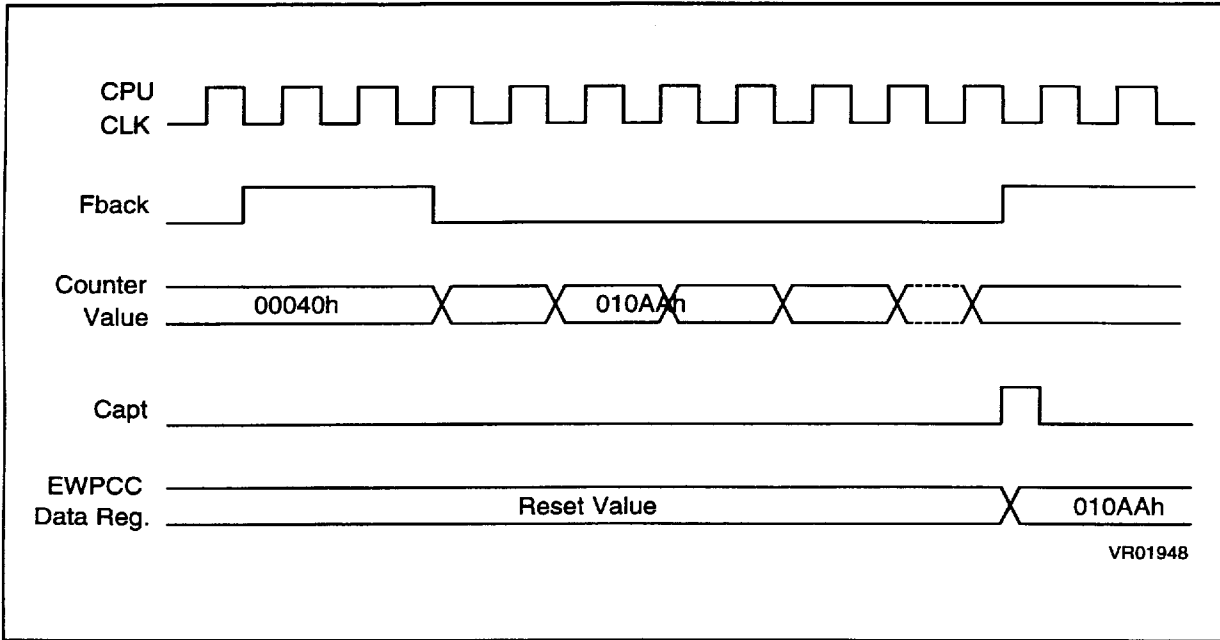 CPU
CLK
Fback
Counter
Value
00040h
010AAh
Capt
EWPCC
Data Reg.
Reset Value
010AAh
VR01948